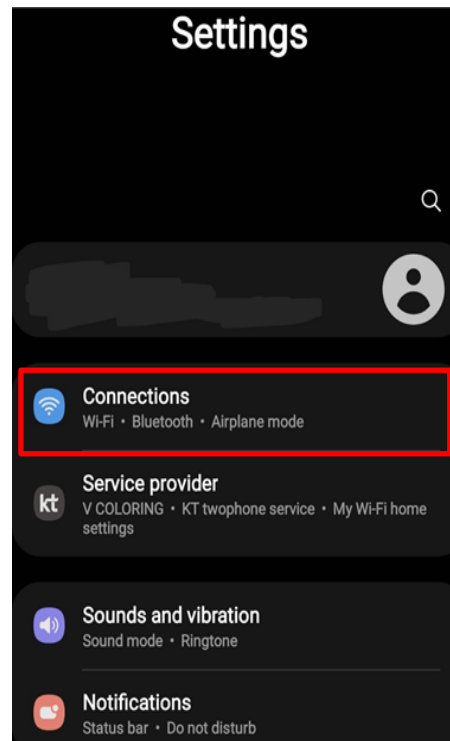 Settings
Connections
Wi-Fi • Bluetooth • Airplane mode
Service provider
kt
V COLORING • KT twophone service • My Wi-Fi home
settings
Sounds and vibration
Sound mode • Ringtone
Notifications
Status bar • Do not disturb